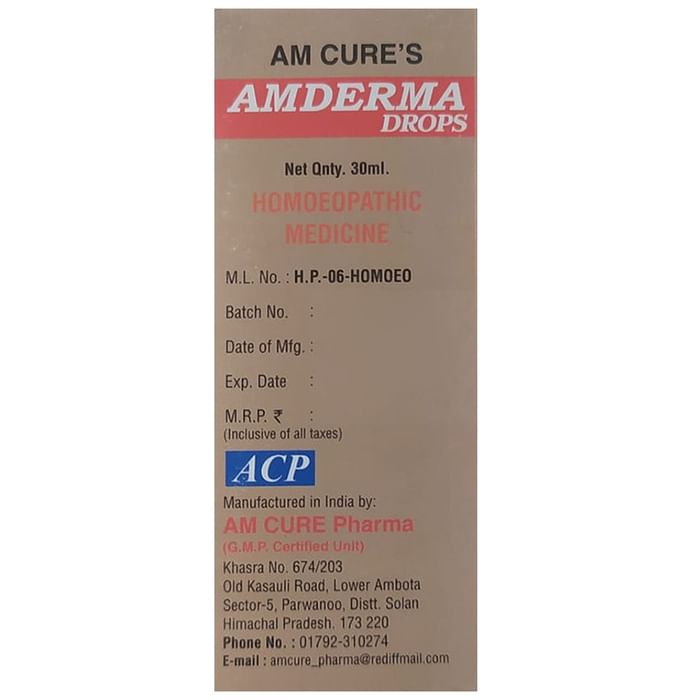 AM CURE'S
AMDERMA
DROPS
Net Qnty. 30ml.
HOMOEOPATHIC
MEDICINE
M.L. No. : H.P.-06-HOMOEO
Batch No. :
Date of Mfg. :
Exp. Date :
M.R.P. ₹ :
(Inclusive of all taxes)
ACP
Manufactured in India by:
AM CURE Pharma
(G.M.P. Certified Unit)
Khasra No. 674/203
Old Kasauli Road, Lower Ambota
Sector-5, Parwanoo, Distt. Solan
Himachal Pradesh. 173 220
Phone No. : 01792-310274
E-mail : amcure_pharma@rediffmail.com